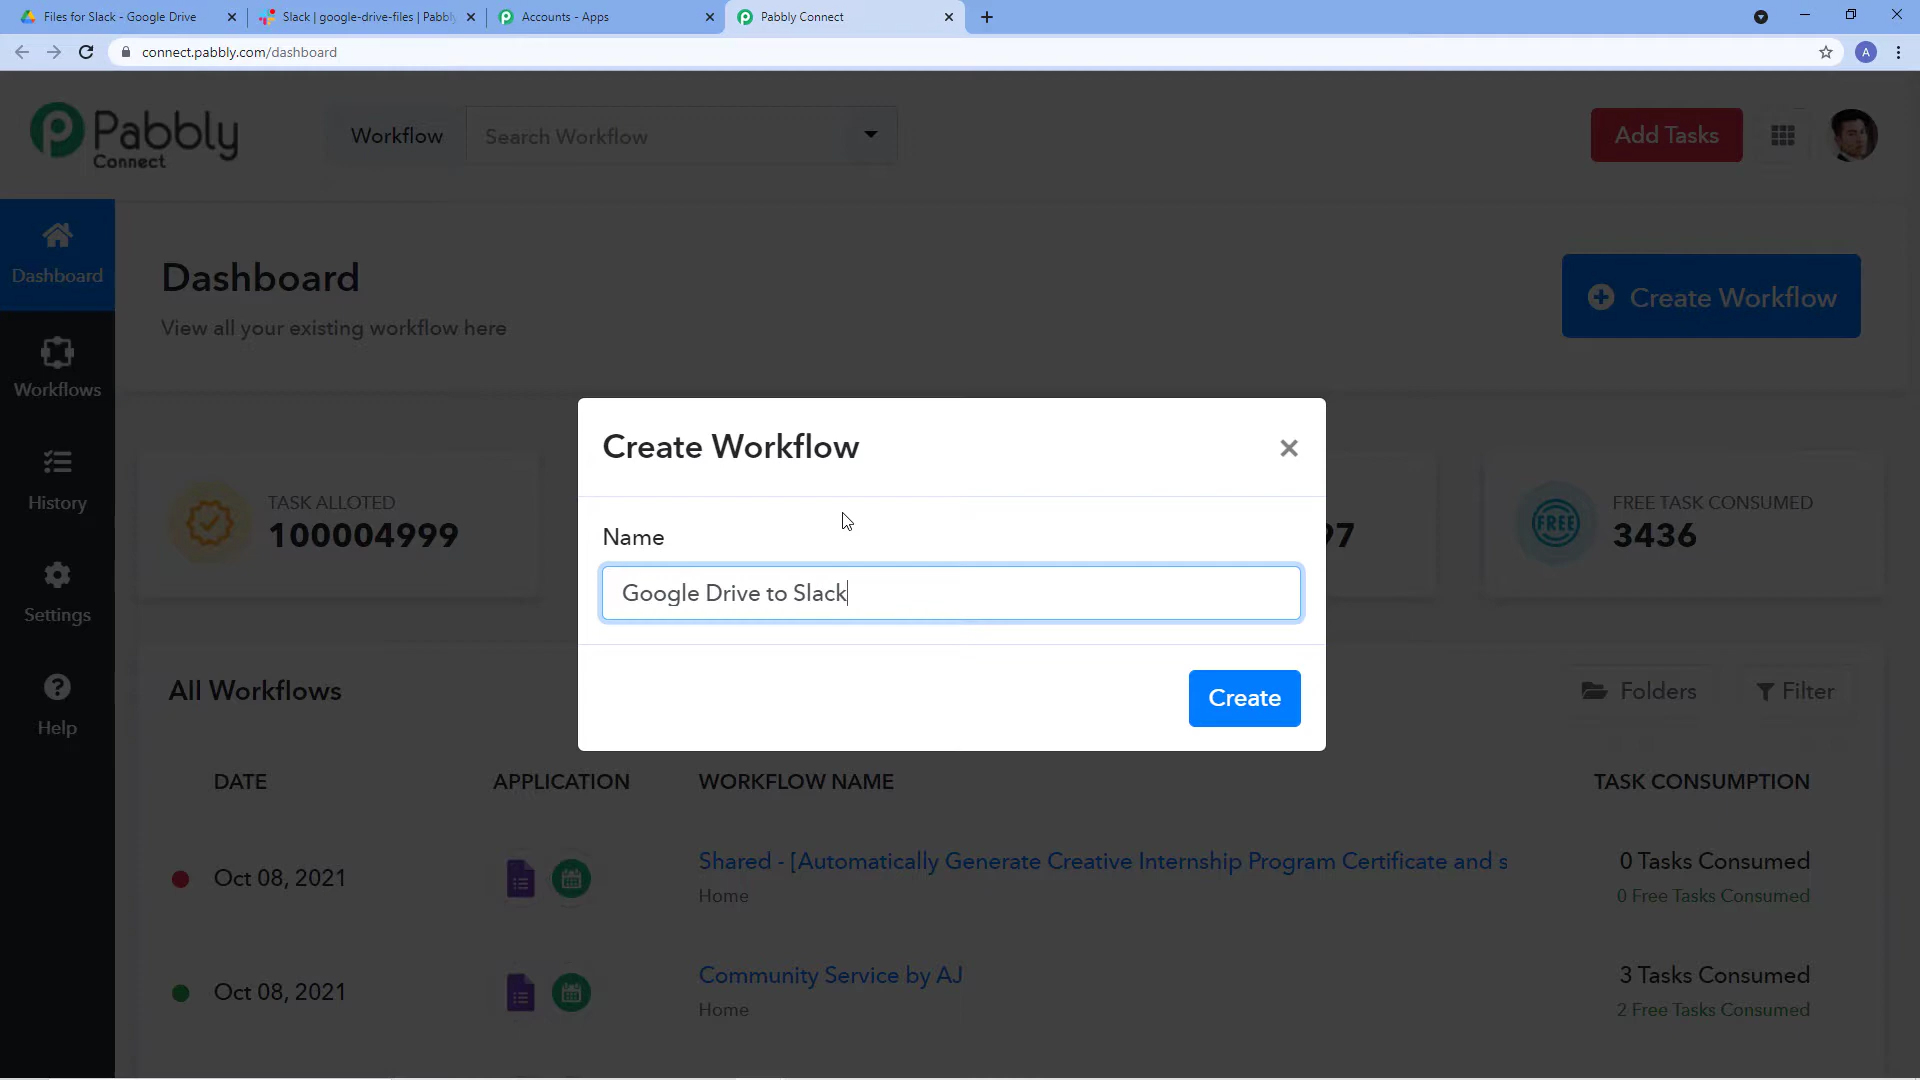 Files for Slack - Google Drive
Slack | google-drive-files | Pabbly
Accounts - Apps
Pabbly Connect
connect.pabbly.com/dashboard
A
Pabbly
Connect
Workflow
Search Workflow
Add Tasks
Dashboard
Workflows
History
Settings
Help
Dashboard
View all your existing workflow here
Create Workflow
TASK ALLOTED
100004999
97
FREE
FREE TASK CONSUMED
3436
Create Workflow
Name
Google Drive to Slack
Create
All Workflows
Folders
Filter
DATE
APPLICATION
WORKFLOW NAME
TASK CONSUMPTION
Oct 08, 2021
Shared - [Automatically Generate Creative Internship Program Certificate and s
Home
0 Tasks Consumed
0 Free Tasks Consumed
Oct 08, 2021
Community Service by AJ
Home
3 Tasks Consumed
2 Free Tasks Consumed